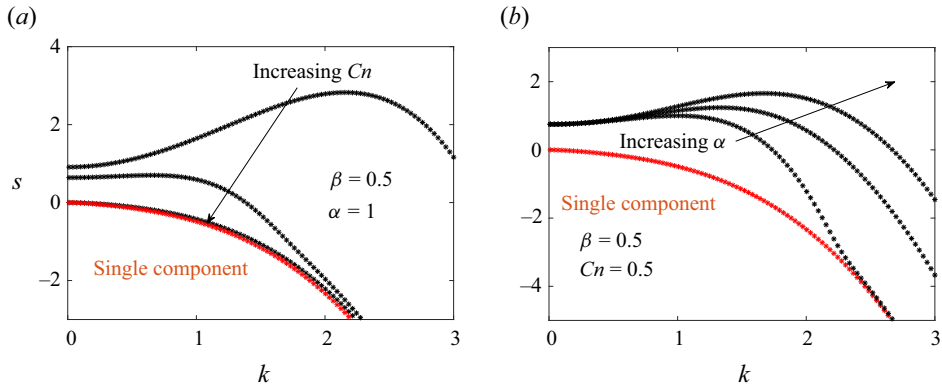 (a)
4
2
0
−2
s
0
1
2
3
k
Increasing Cn
β = 0.5
α = 1
Single component
(b)
2
0
−2
−4
0
1
2
3
k
Increasing α
Single component
β = 0.5
Cn = 0.5